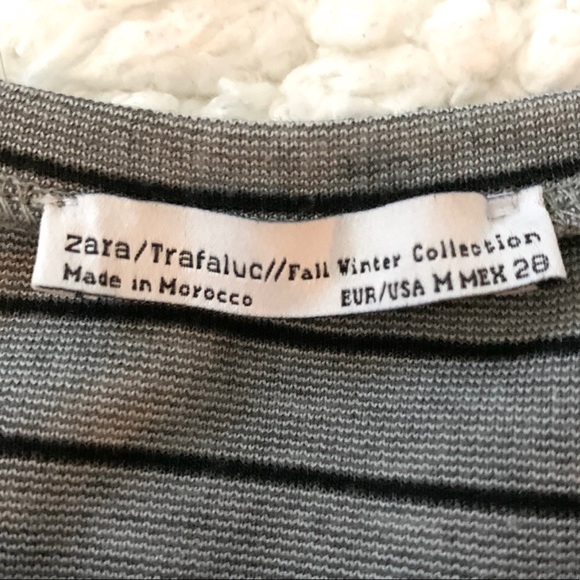 zara/Trafaluc//Fall Winter Collection
Made in Morocco EUR/USA M MEX 28